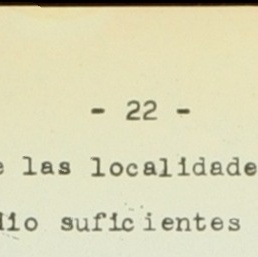 - 22 -
e las localidade
dio suficientes